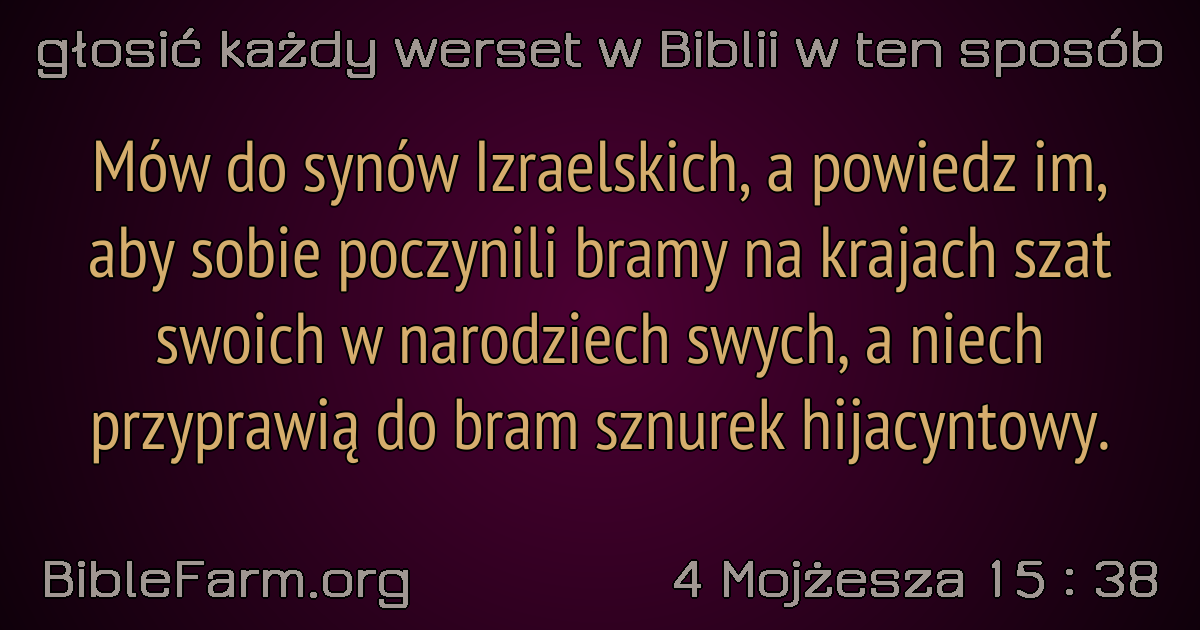 głosić każdy werset w Biblii w ten sposób
Mów do synów Izraelskich, a powiedz im,
aby sobie poczynili bramy na krajach szat
swoich w narodziech swych, a niech
przyprawią do bram sznurek hijacyntowy.
BibleFarm.org
4 Mojżesza 15 : 38